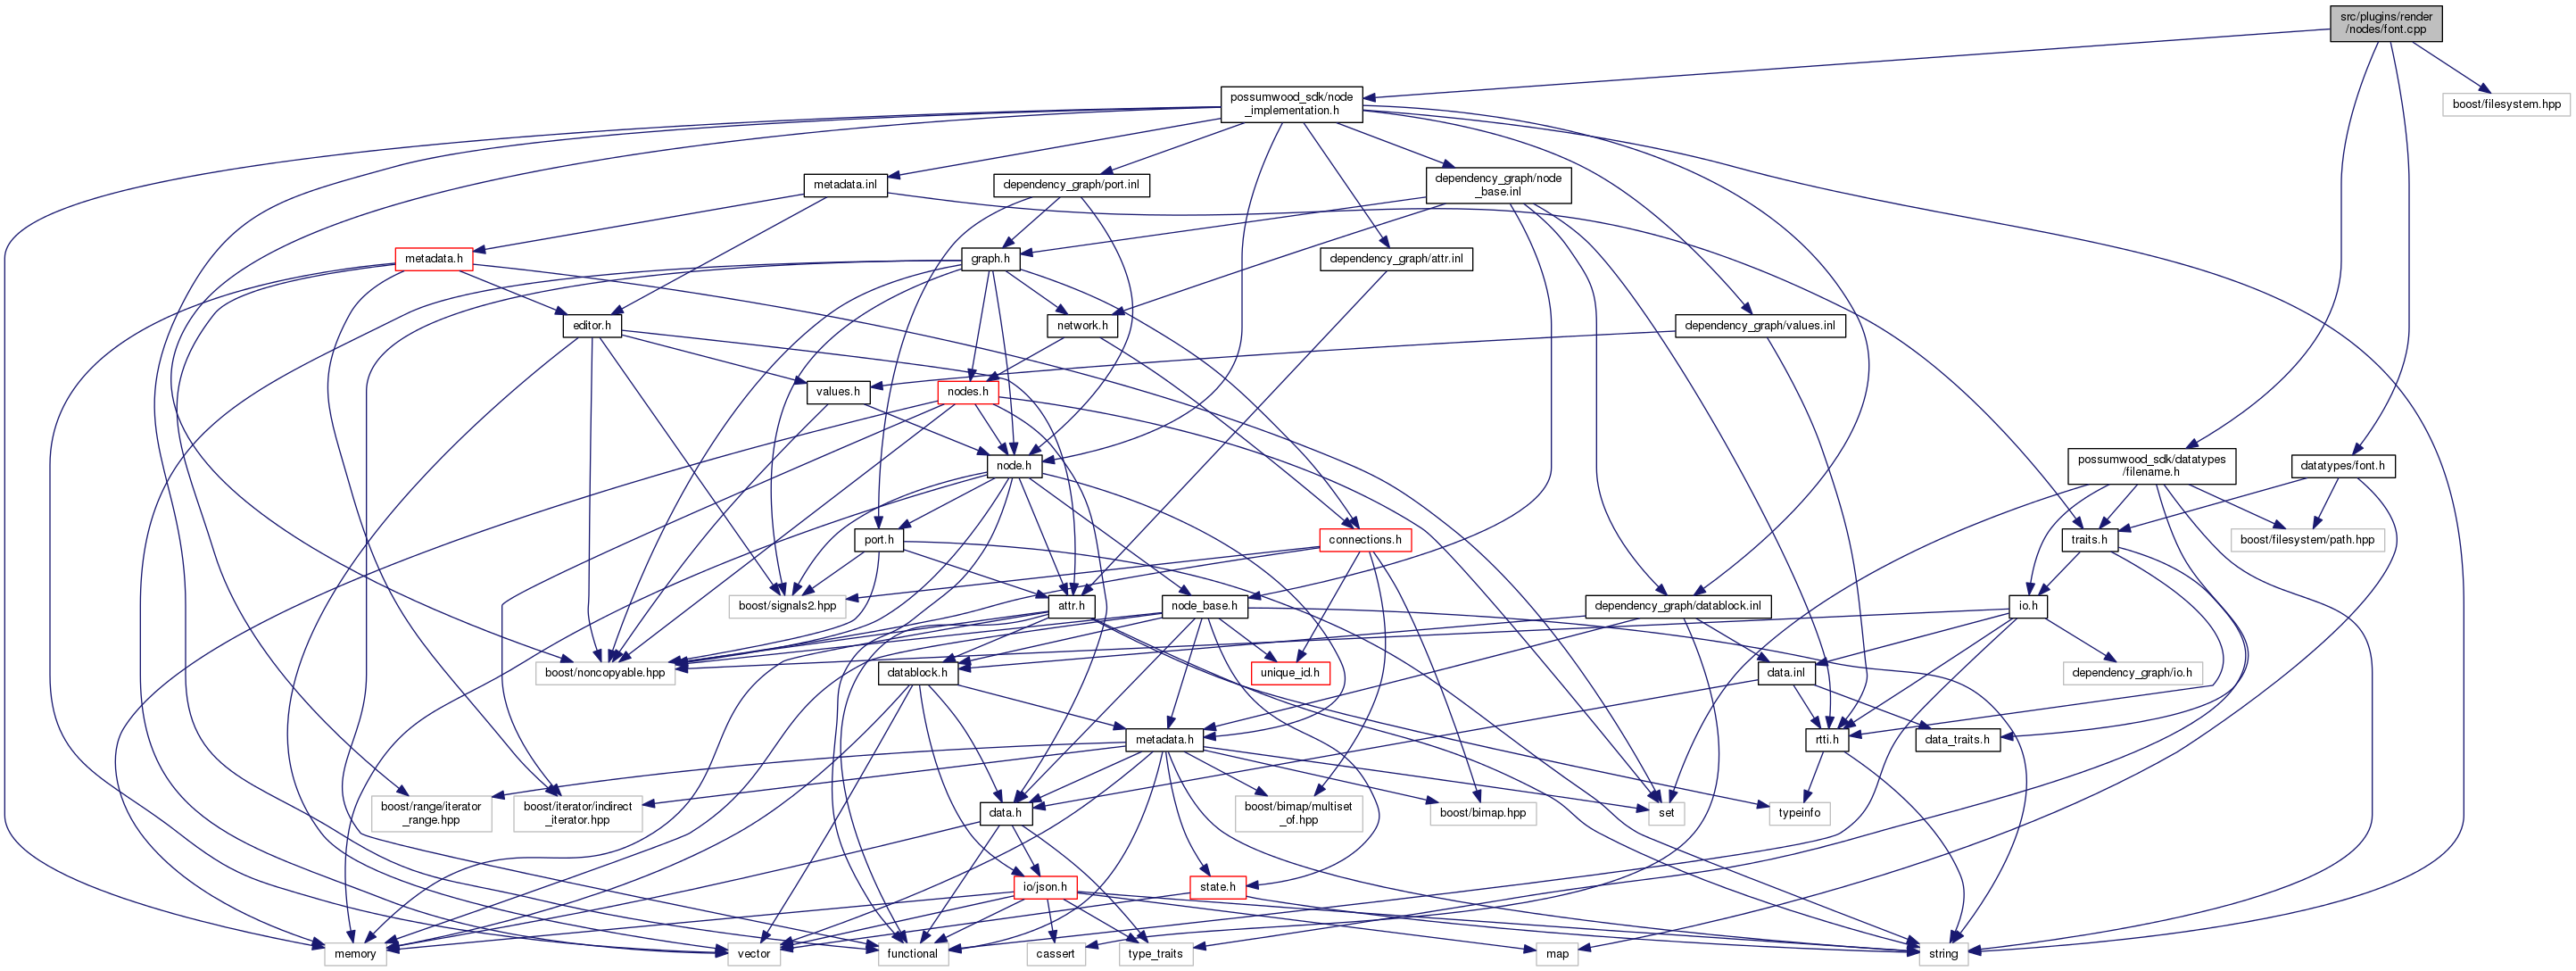 src/plugins/render
/nodes/font.cpp
possumwood_sdk/node
_implementation.h
boost/filesystem.hpp
metadata.inl
dependency_graph/port.inl
dependency_graph/node
_base.inl
metadata.h
graph.h
dependency_graph/attr.inl
editor.h
network.h
dependency_graph/values.inl
values.h
nodes.h
node.h
possumwood_sdk/datatypes
/filename.h
datatypes/font.h
port.h
connections.h
traits.h
boost/filesystem/path.hpp
boost/signals2.hpp
attr.h
node_base.h
dependency_graph/datablock.inl
io.h
boost/noncopyable.hpp
datablock.h
unique_id.h
data.inl
dependency_graph/io.h
metadata.h
rtti.h
data_traits.h
boost/range/iterator
_range.hpp
boost/iterator/indirect
_iterator.hpp
data.h
boost/bimap/multiset
_of.hpp
boost/bimap.hpp
set
typeinfo
io/json.h
state.h
memory
vector
functional
cassert
type_traits
map
string